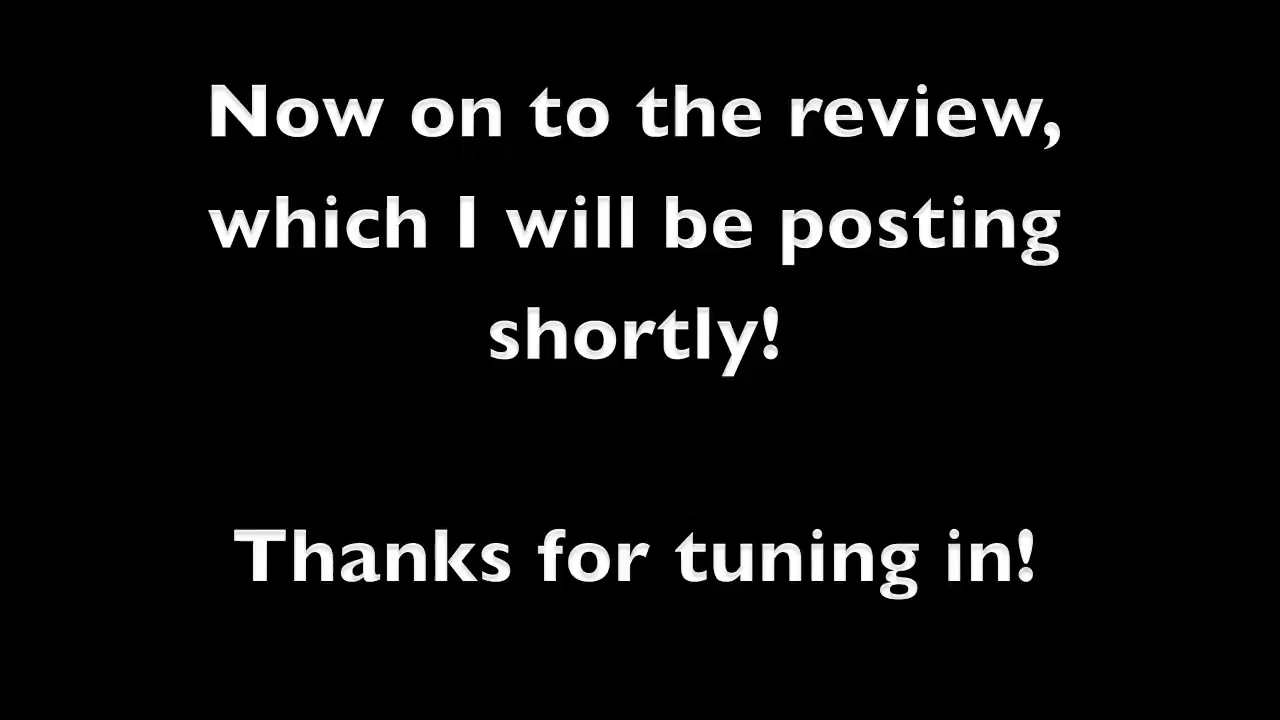 Now on to the review,
which I will be posting
shortly!
Thanks for tuning in!